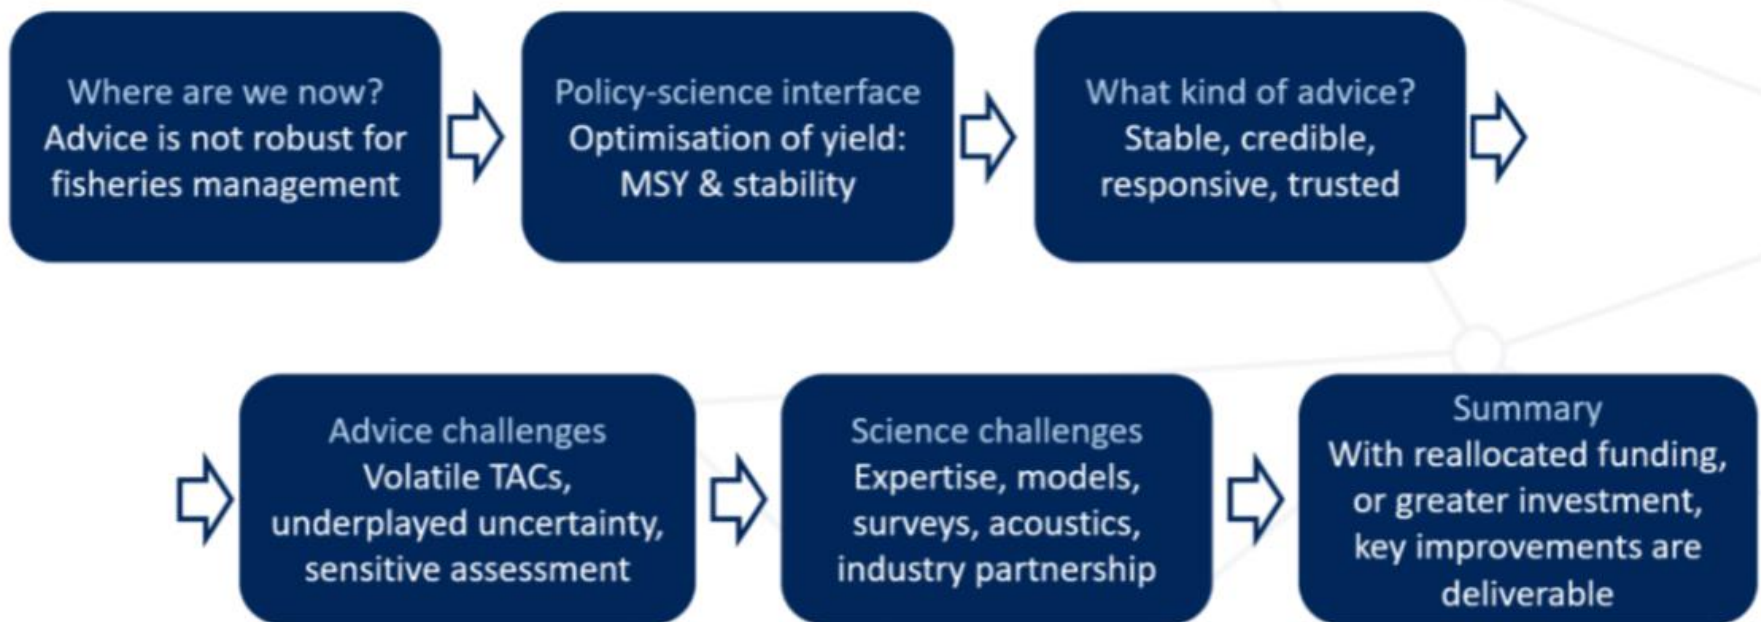 Where are we now?
Advice is not robust for
fisheries management
Policy-science interface
Optimisation of yield:
MSY & stability
What kind of advice?
Stable, credible,
responsive, trusted
Advice challenges
Volatile TACs,
underplayed uncertainty,
sensitive assessment
Science challenges
Expertise, models,
surveys, acoustics,
industry partnership
Summary
With reallocated funding,
or greater investment,
key improvements are
deliverable